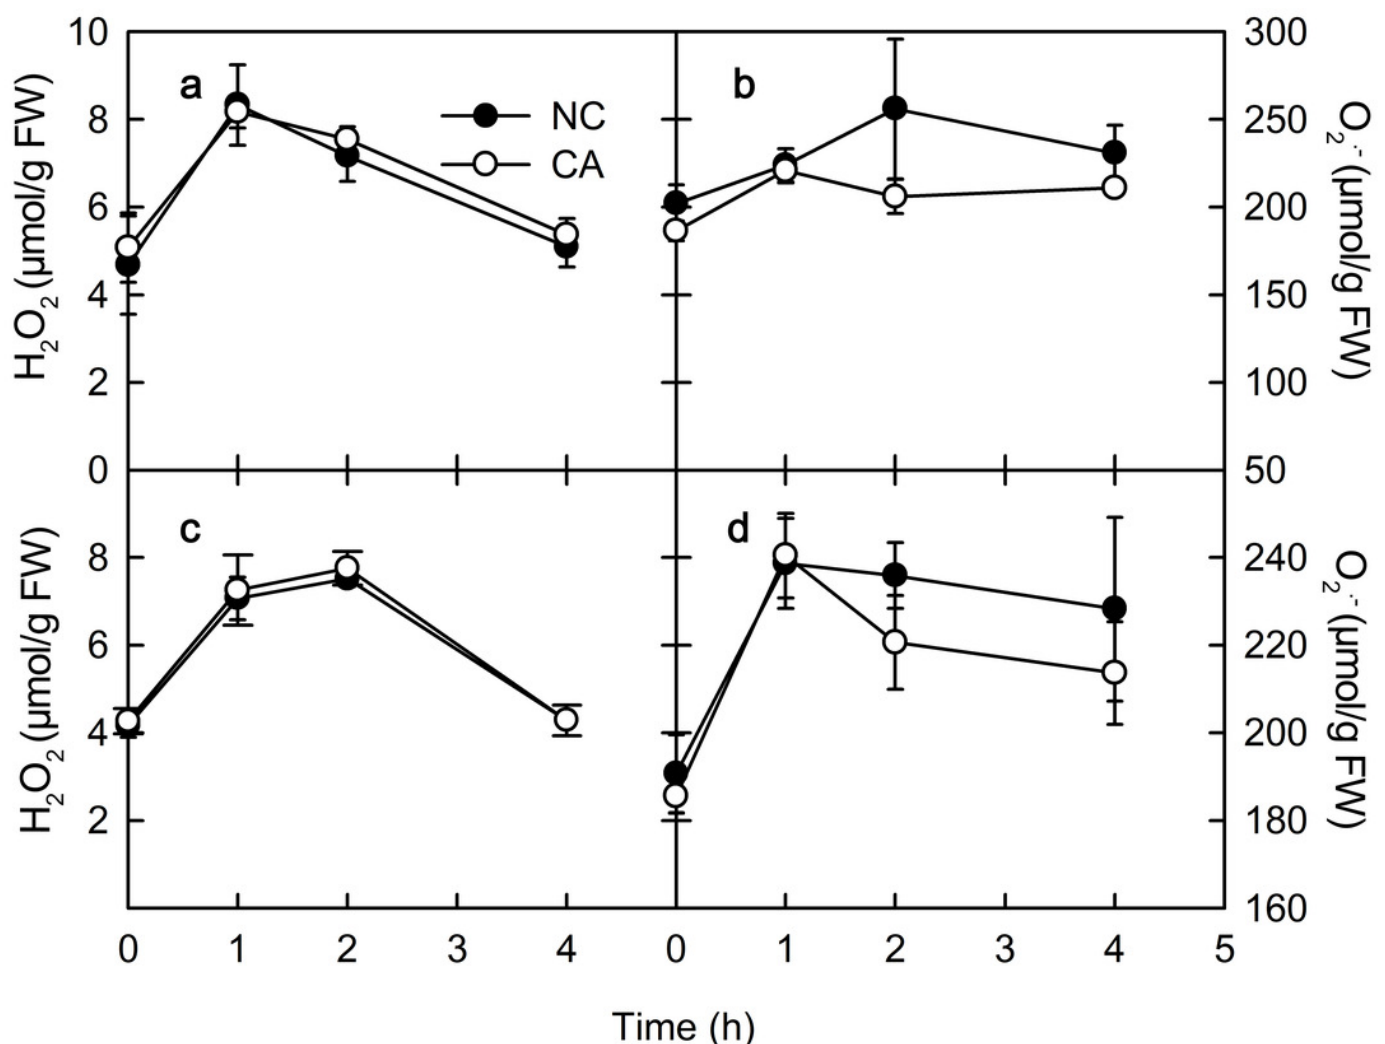 10
8
6
4
2
0
H₂O₂ (µmol/g FW)
a
NC
CA
b
300
250
200
150
100
50
O₂·⁻ (µmol/g FW)
c
8
6
4
2
H₂O₂ (µmol/g FW)
d
240
220
200
180
160
O₂·⁻ (µmol/g FW)
0 1 2 3 4 0 1 2 3 4 5
Time (h)